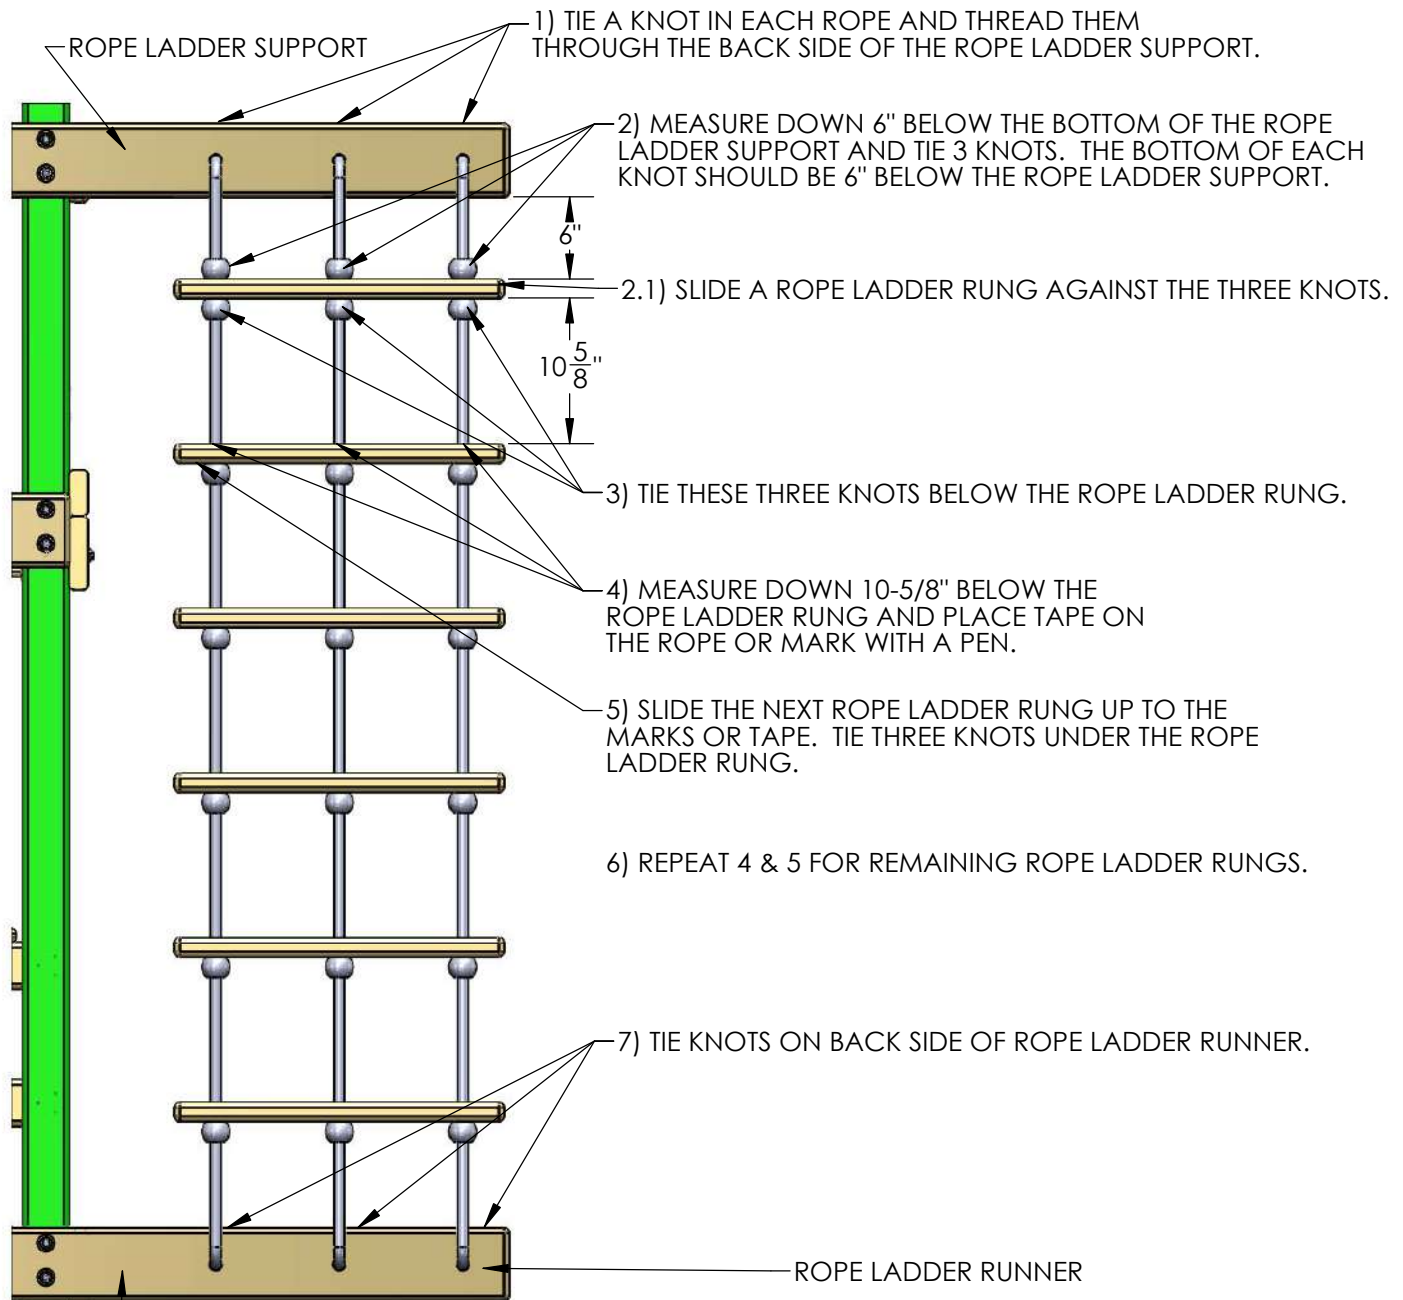 ROPE LADDER SUPPORT
1) TIE A KNOT IN EACH ROPE AND THREAD THEM
THROUGH THE BACK SIDE OF THE ROPE LADDER SUPPORT.
2) MEASURE DOWN 6" BELOW THE BOTTOM OF THE ROPE
LADDER SUPPORT AND TIE 3 KNOTS. THE BOTTOM OF EACH
KNOT SHOULD BE 6" BELOW THE ROPE LADDER SUPPORT.
6"
2.1) SLIDE A ROPE LADDER RUNG AGAINST THE THREE KNOTS.
10 5/8"
3) TIE THESE THREE KNOTS BELOW THE ROPE LADDER RUNG.
4) MEASURE DOWN 10-5/8" BELOW THE
ROPE LADDER RUNG AND PLACE TAPE ON
THE ROPE OR MARK WITH A PEN.
5) SLIDE THE NEXT ROPE LADDER RUNG UP TO THE
MARKS OR TAPE. TIE THREE KNOTS UNDER THE ROPE
LADDER RUNG.
6) REPEAT 4 & 5 FOR REMAINING ROPE LADDER RUNGS.
7) TIE KNOTS ON BACK SIDE OF ROPE LADDER RUNNER.
ROPE LADDER RUNNER